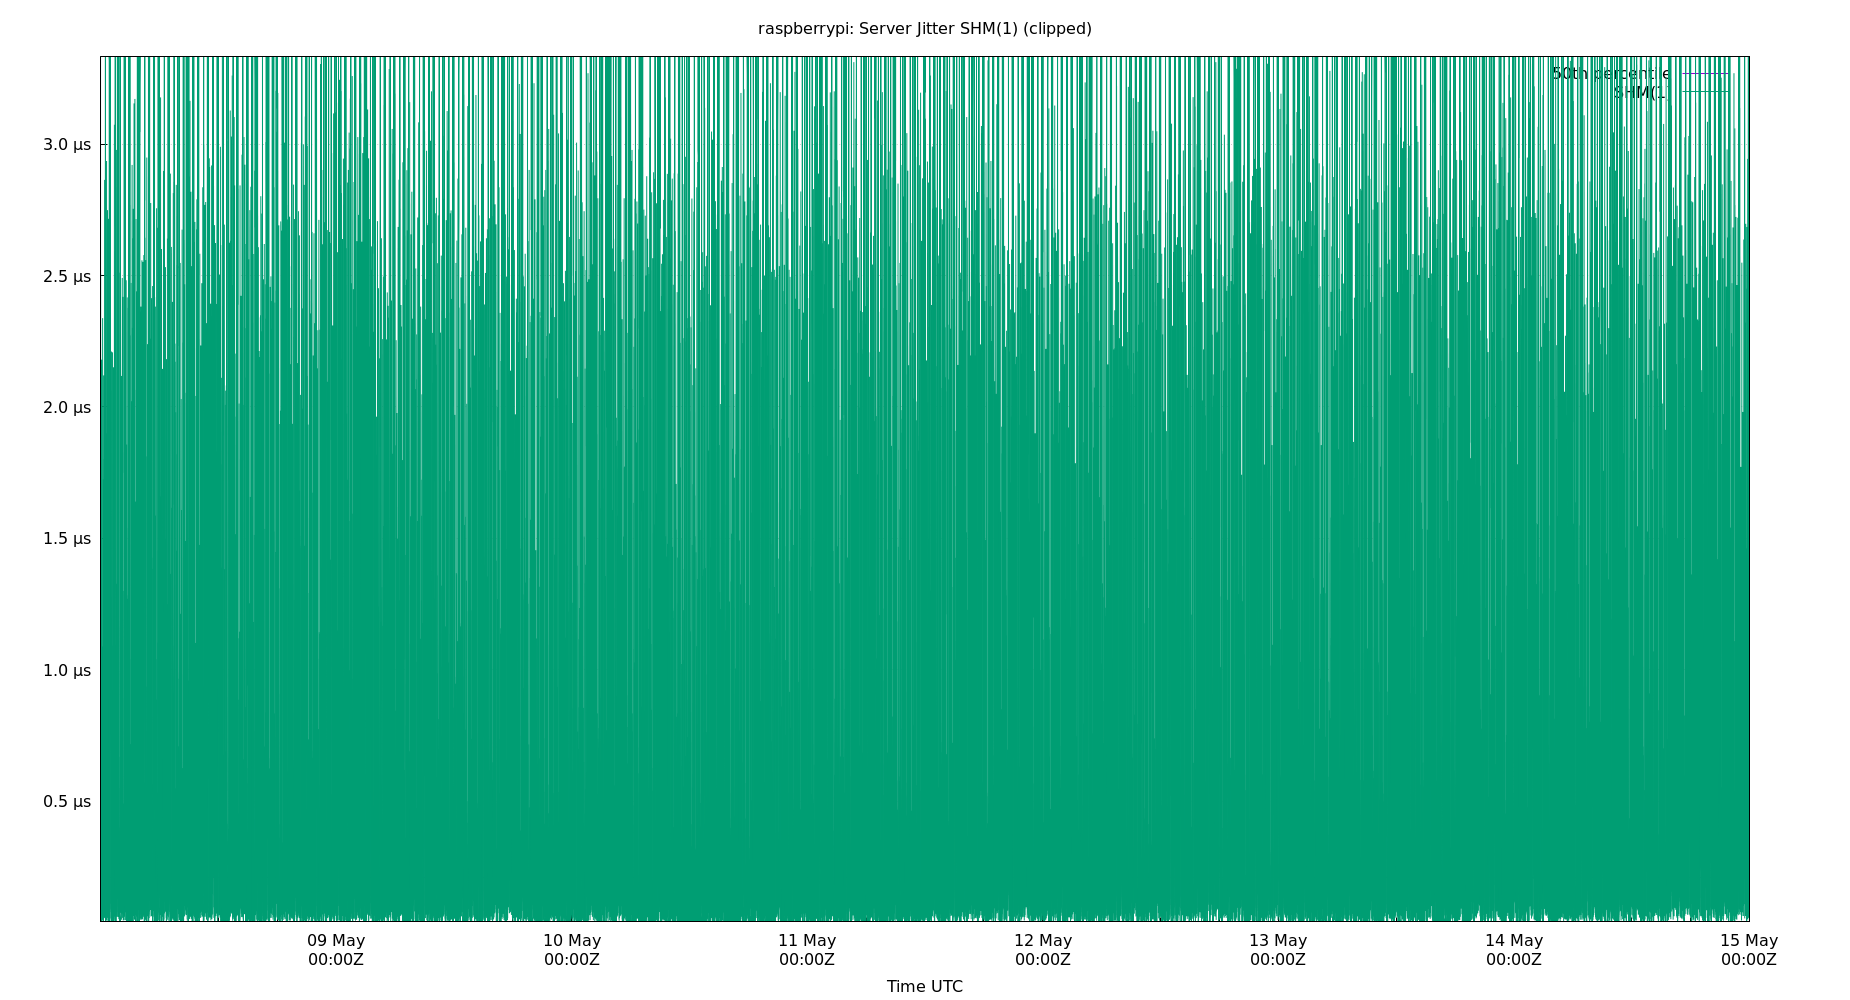 raspberrypi: Server Jitter SHM(1) (clipped)
50th percentile
SHM(1)
3.0 µs
2.5 µs
2.0 µs
1.5 µs
1.0 µs
0.5 µs
09 May 10 May 11 May 12 May 13 May 14 May 15 May
00:00Z 00:00Z 00:00Z 00:00Z 00:00Z 00:00Z 00:00Z
Time UTC